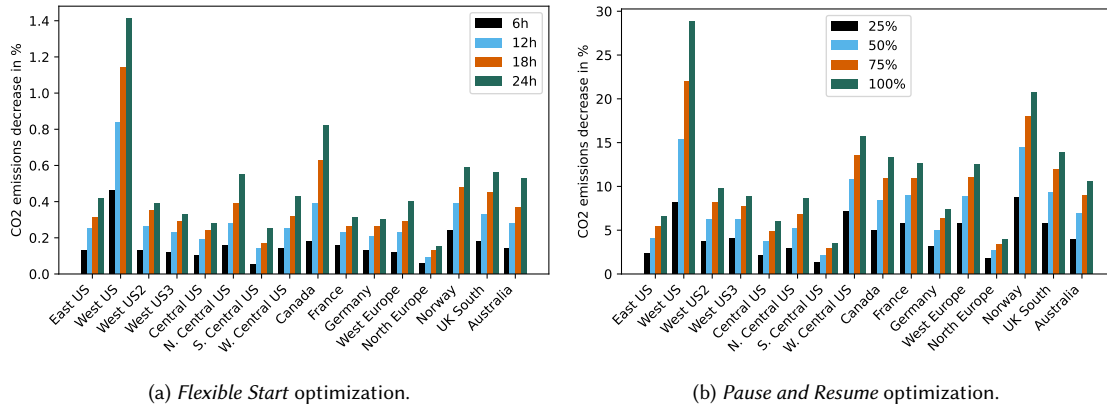 CO2 emissions decrease in %
1.4
1.2
1.0
0.8
0.6
0.4
0.2
0.0
6h
12h
18h
24h
East US
West US
West US2
West US3
Central US
N. Central US
S. Central US
W. Central US
Canada
France
Germany
West Europe
North Europe
Norway
UK South
Australia
(a) Flexible Start optimization.
CO2 emissions decrease in %
30
25
20
15
10
5
0
25%
50%
75%
100%
East US
West US
West US2
West US3
Central US
N. Central US
S. Central US
W. Central US
Canada
France
Germany
West Europe
North Europe
Norway
UK South
Australia
(b) Pause and Resume optimization.